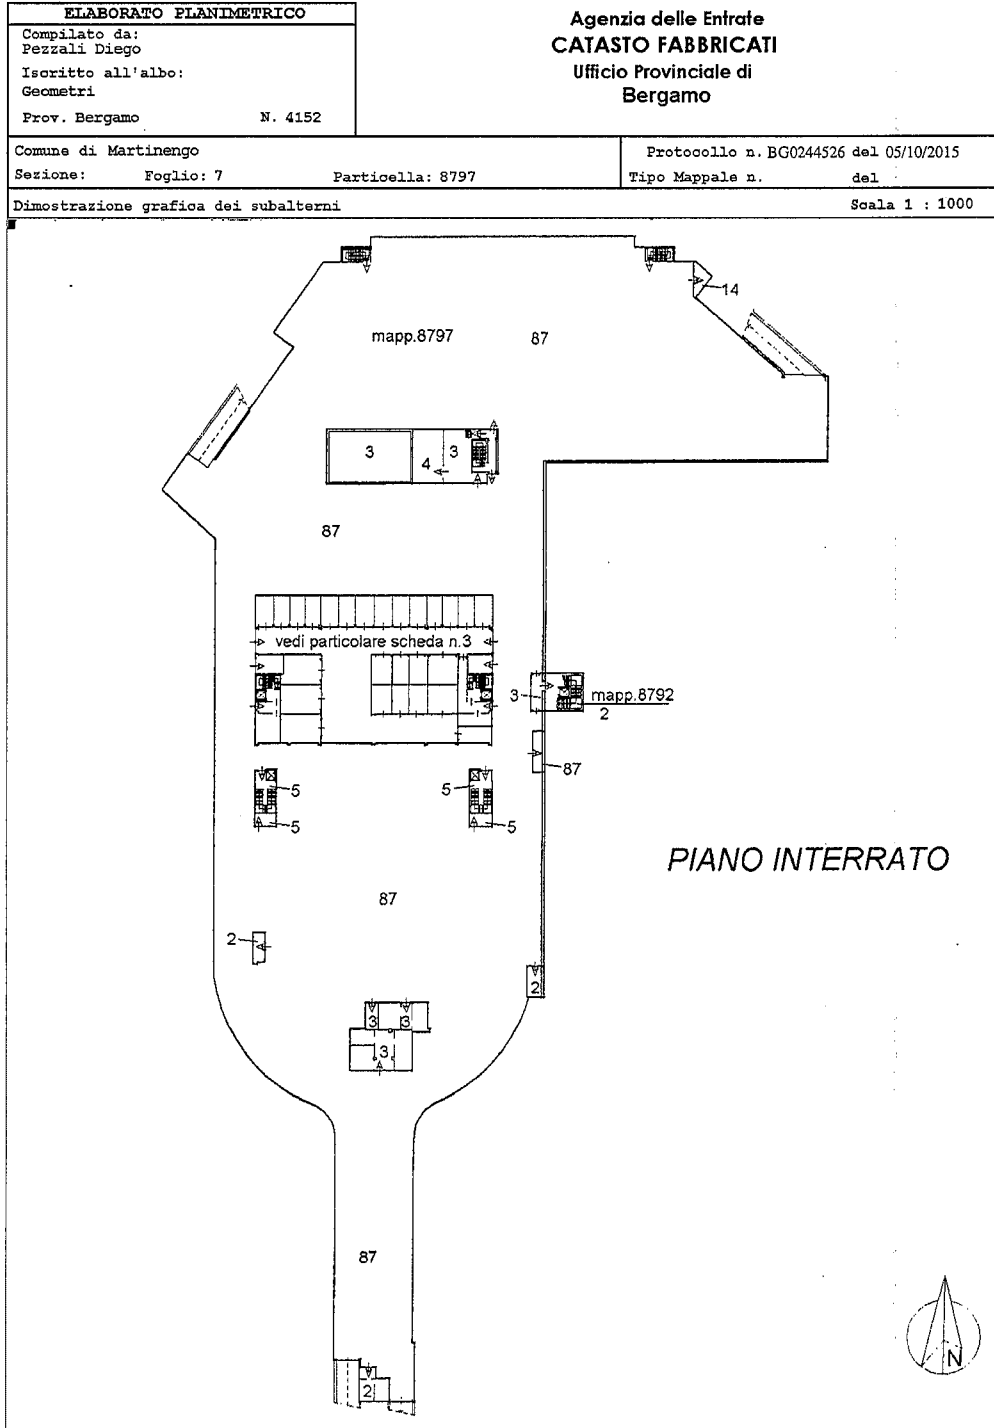 ELABORATO PLANIMETRICO
Compilato da:
Pezzali Diego
Iscritto all'albo:
Geometri
Prov. Bergamo N. 4152
Agenzia delle Entrate
CATASTO FABBRICATI
Ufficio Provinciale di
Bergamo
Comune di Martinengo
Sezione: Foglio: 7 Particella: 8797
Protocollo n. BG0244526 del 05/10/2015
Tipo Mappale n. del
Dimostrazione grafica dei subalterni Scala 1 : 1000
14
mapp.8797 87
3 4 3
87
vedi particolare scheda n.3
3 mapp.8792
2
87
5 5
5 5
PIANO INTERRATO
87
2
2
3 3
3
87
2
N